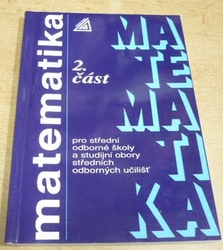 matematika
2.
část
pro střední
odborné školy
a studijní obory
středních
odborných učilišť
MA
TE
MA
TI
KA